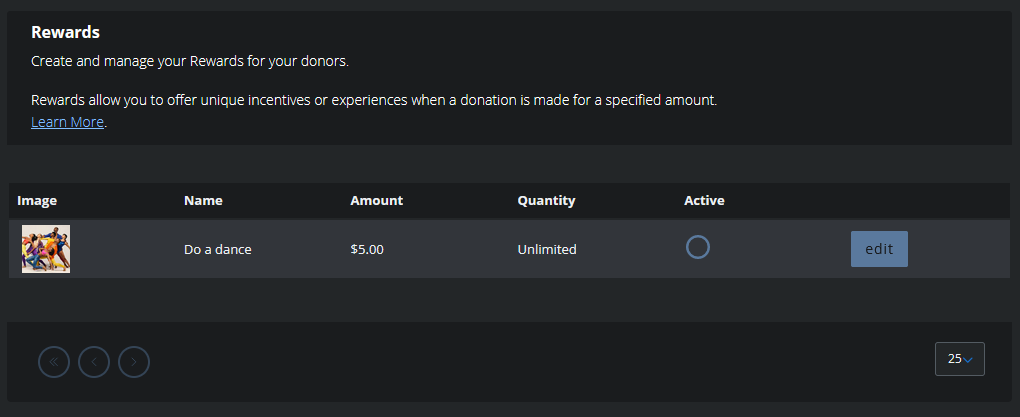 Rewards
Create and manage your Rewards for your donors.
Rewards allow you to offer unique incentives or experiences when a donation is made for a specified amount.
Learn More.
Image Name Amount Quantity Active
Do a dance $5.00 Unlimited edit
25